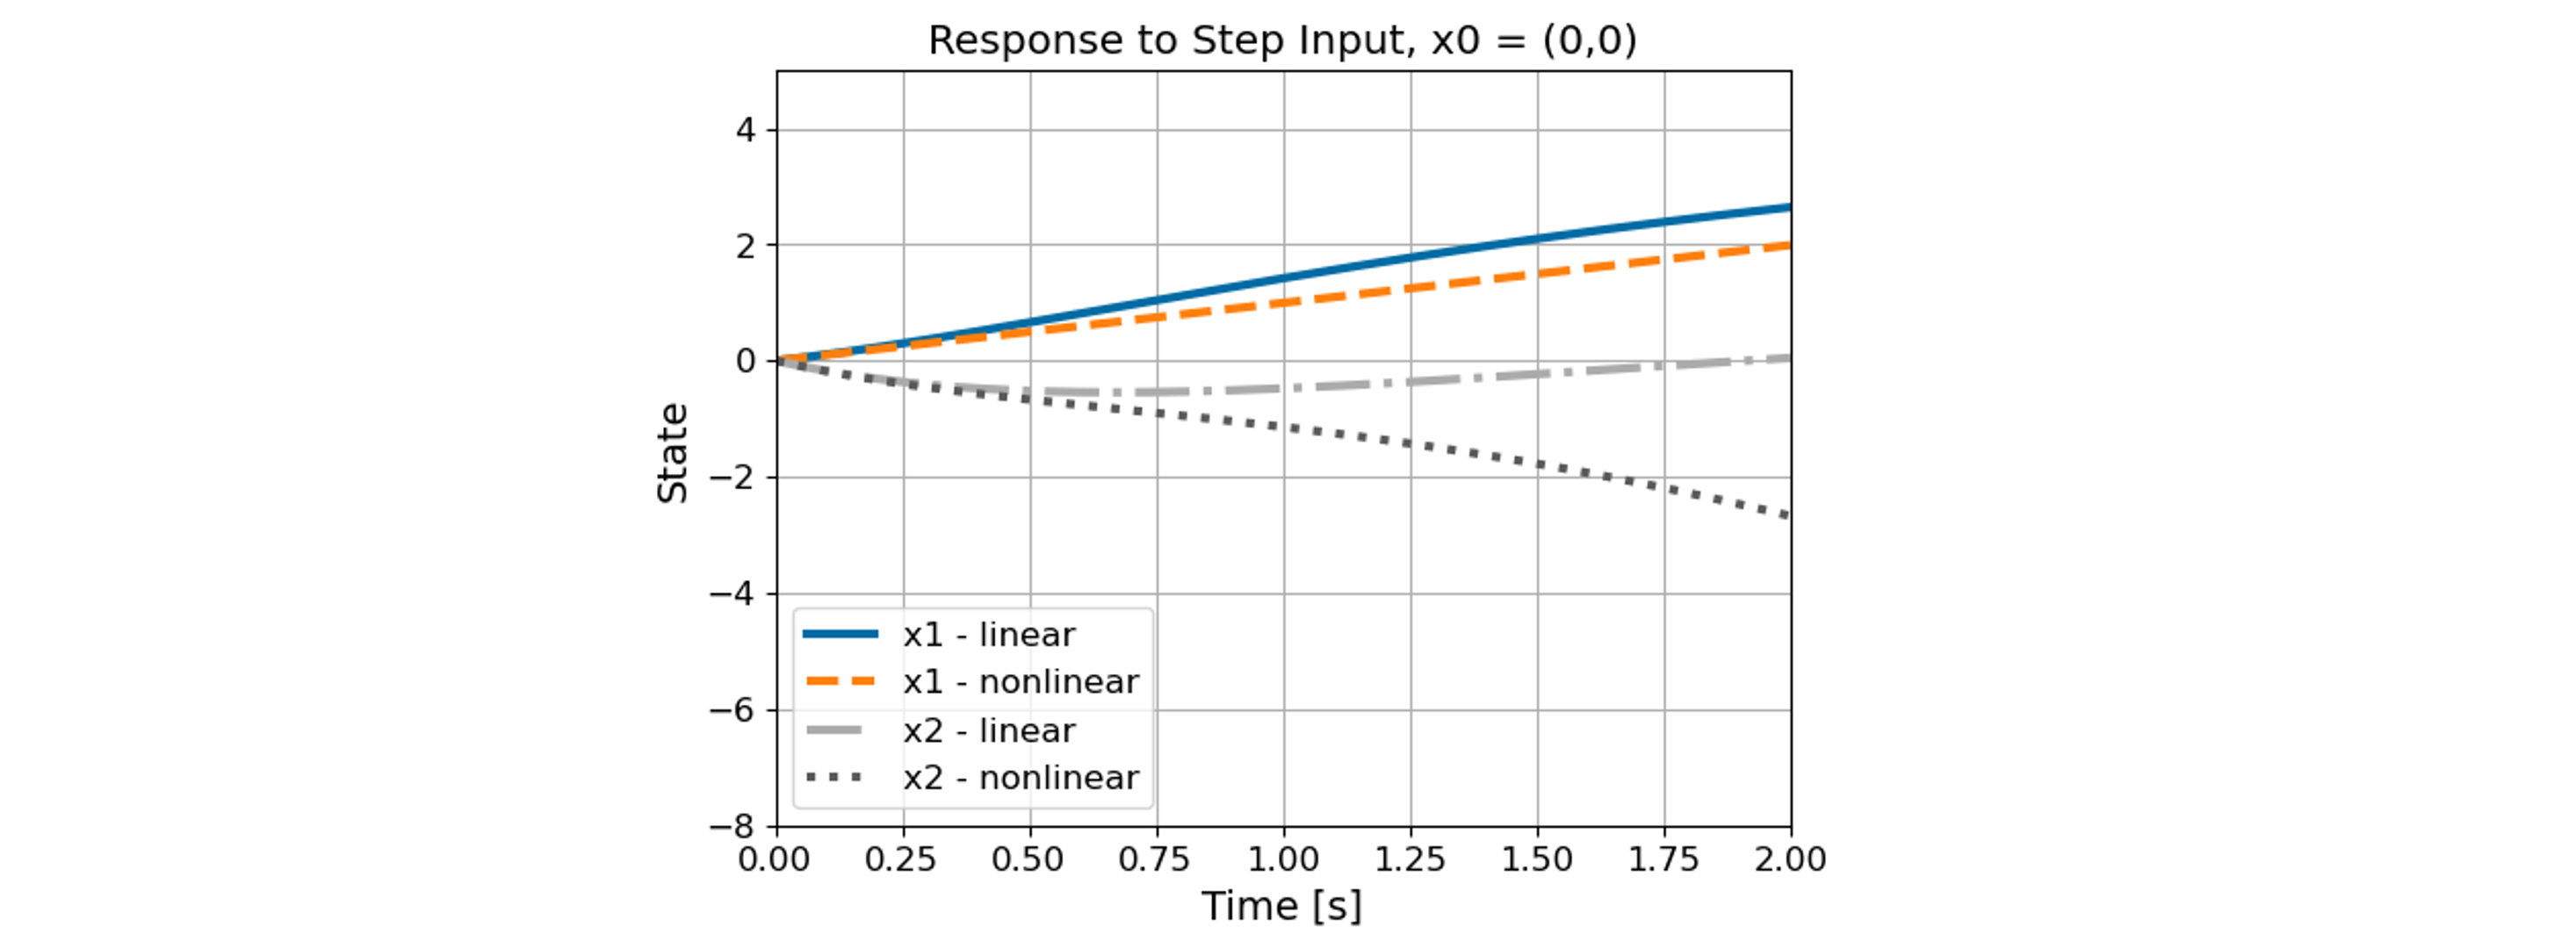 Response to Step Input, x0 = (0,0)
4
2
0
−2
−4
−6
−8
State
x1 - linear
x1 - nonlinear
x2 - linear
x2 - nonlinear
0.00 0.25 0.50 0.75 1.00 1.25 1.50 1.75 2.00
Time [s]